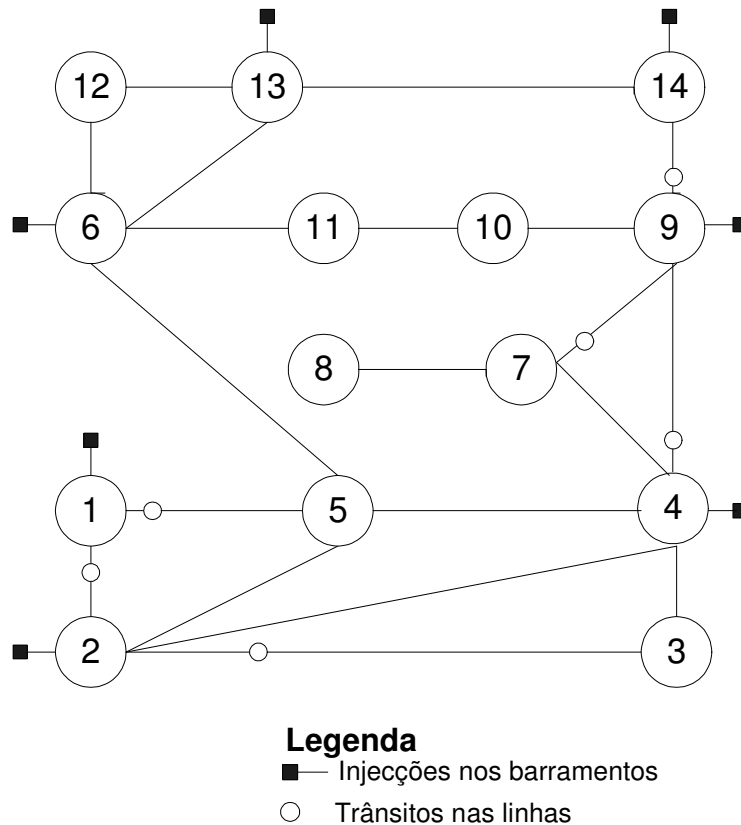 12 13 14
6 11 10 9
8 7
1 5 4
2 3
Legenda
Injecções nos barramentos
Trânsitos nas linhas